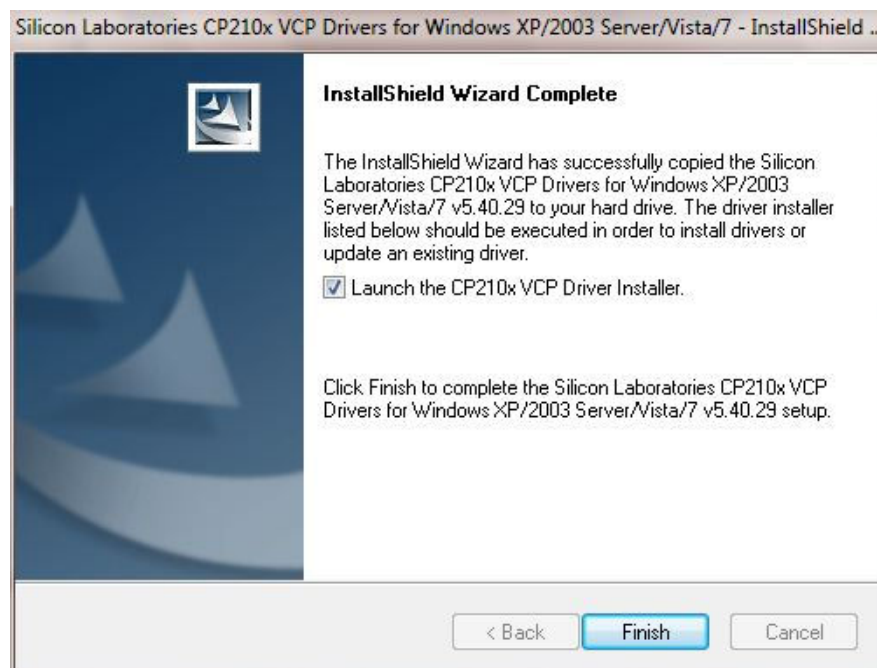 Silicon Laboratories CP210x VCP Drivers for Windows XP/2003 Server/Vista/7 - InstallShield ...
InstallShield Wizard Complete
The InstallShield Wizard has successfully copied the Silicon
Laboratories CP210x VCP Drivers for Windows XP/2003
Server/Vista/7 v5.40.29 to your hard drive. The driver installer
listed below should be executed in order to install drivers or
update an existing driver.
Launch the CP210x VCP Driver Installer.
Click Finish to complete the Silicon Laboratories CP210x VCP
Drivers for Windows XP/2003 Server/Vista/7 v5.40.29 setup.
< Back Finish Cancel